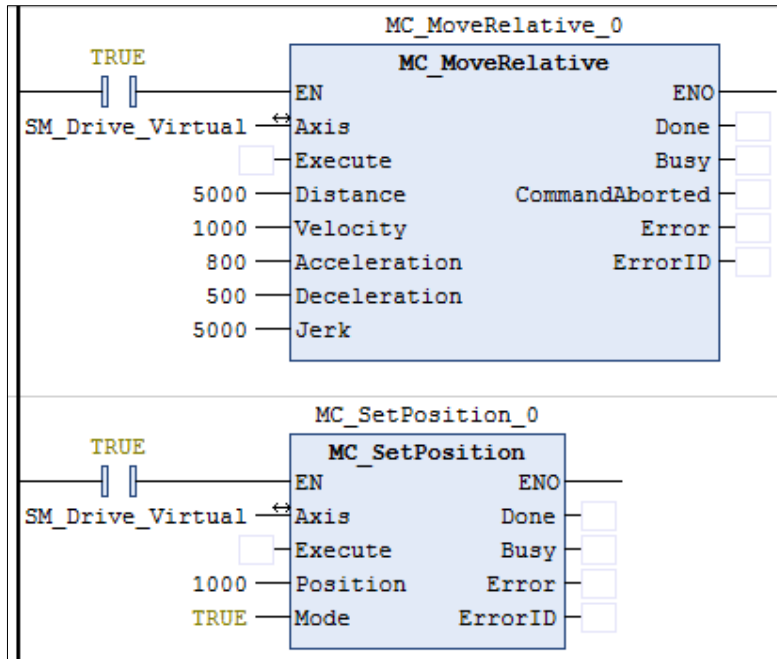 MC_MoveRelative_0
TRUE MC_MoveRelative
EN ENO
SM_Drive_Virtual Axis Done
Execute Busy
5000 Distance CommandAborted
1000 Velocity Error
800 Acceleration ErrorID
500 Deceleration
5000 Jerk
MC_SetPosition_0
TRUE MC_SetPosition
EN ENO
SM_Drive_Virtual Axis Done
Execute Busy
1000 Position Error
TRUE Mode ErrorID